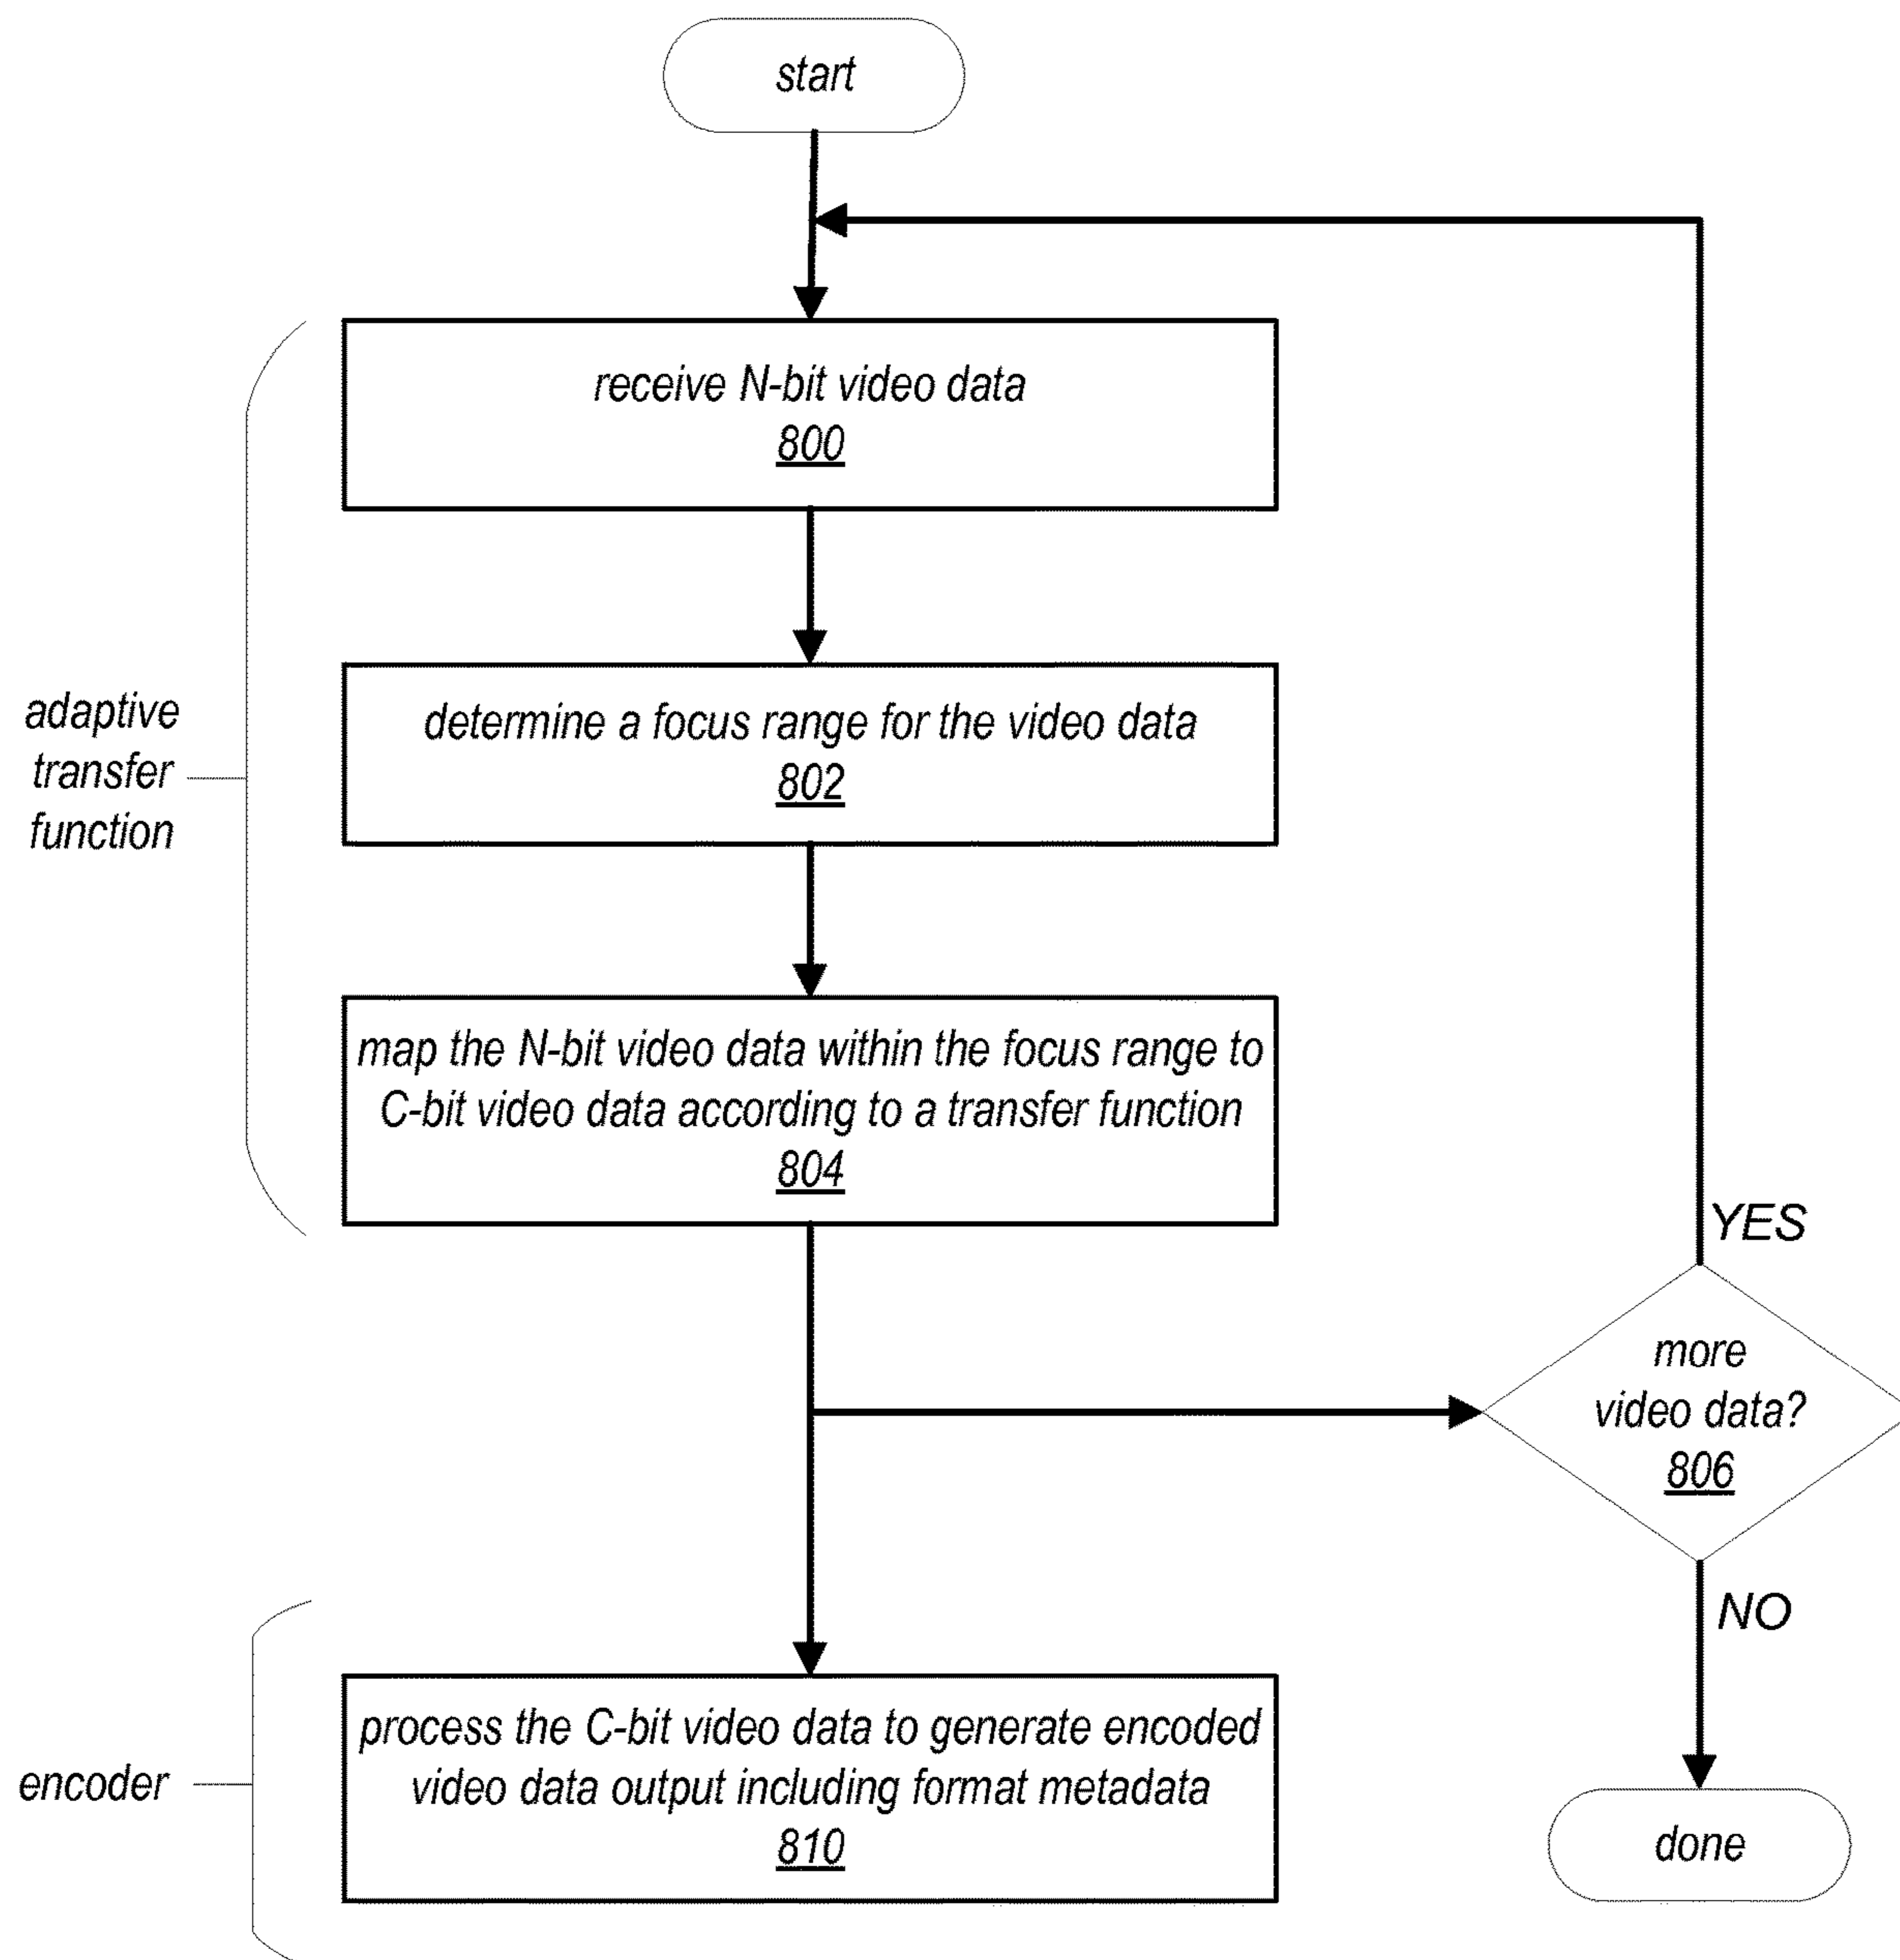 start
receive N-bit video data
800
determine a focus range for the video data
802
adaptive
transfer
function
map the N-bit video data within the focus range to
C-bit video data according to a transfer function
804
YES
more
video data?
806
NO
process the C-bit video data to generate encoded
video data output including format metadata
810
encoder
done